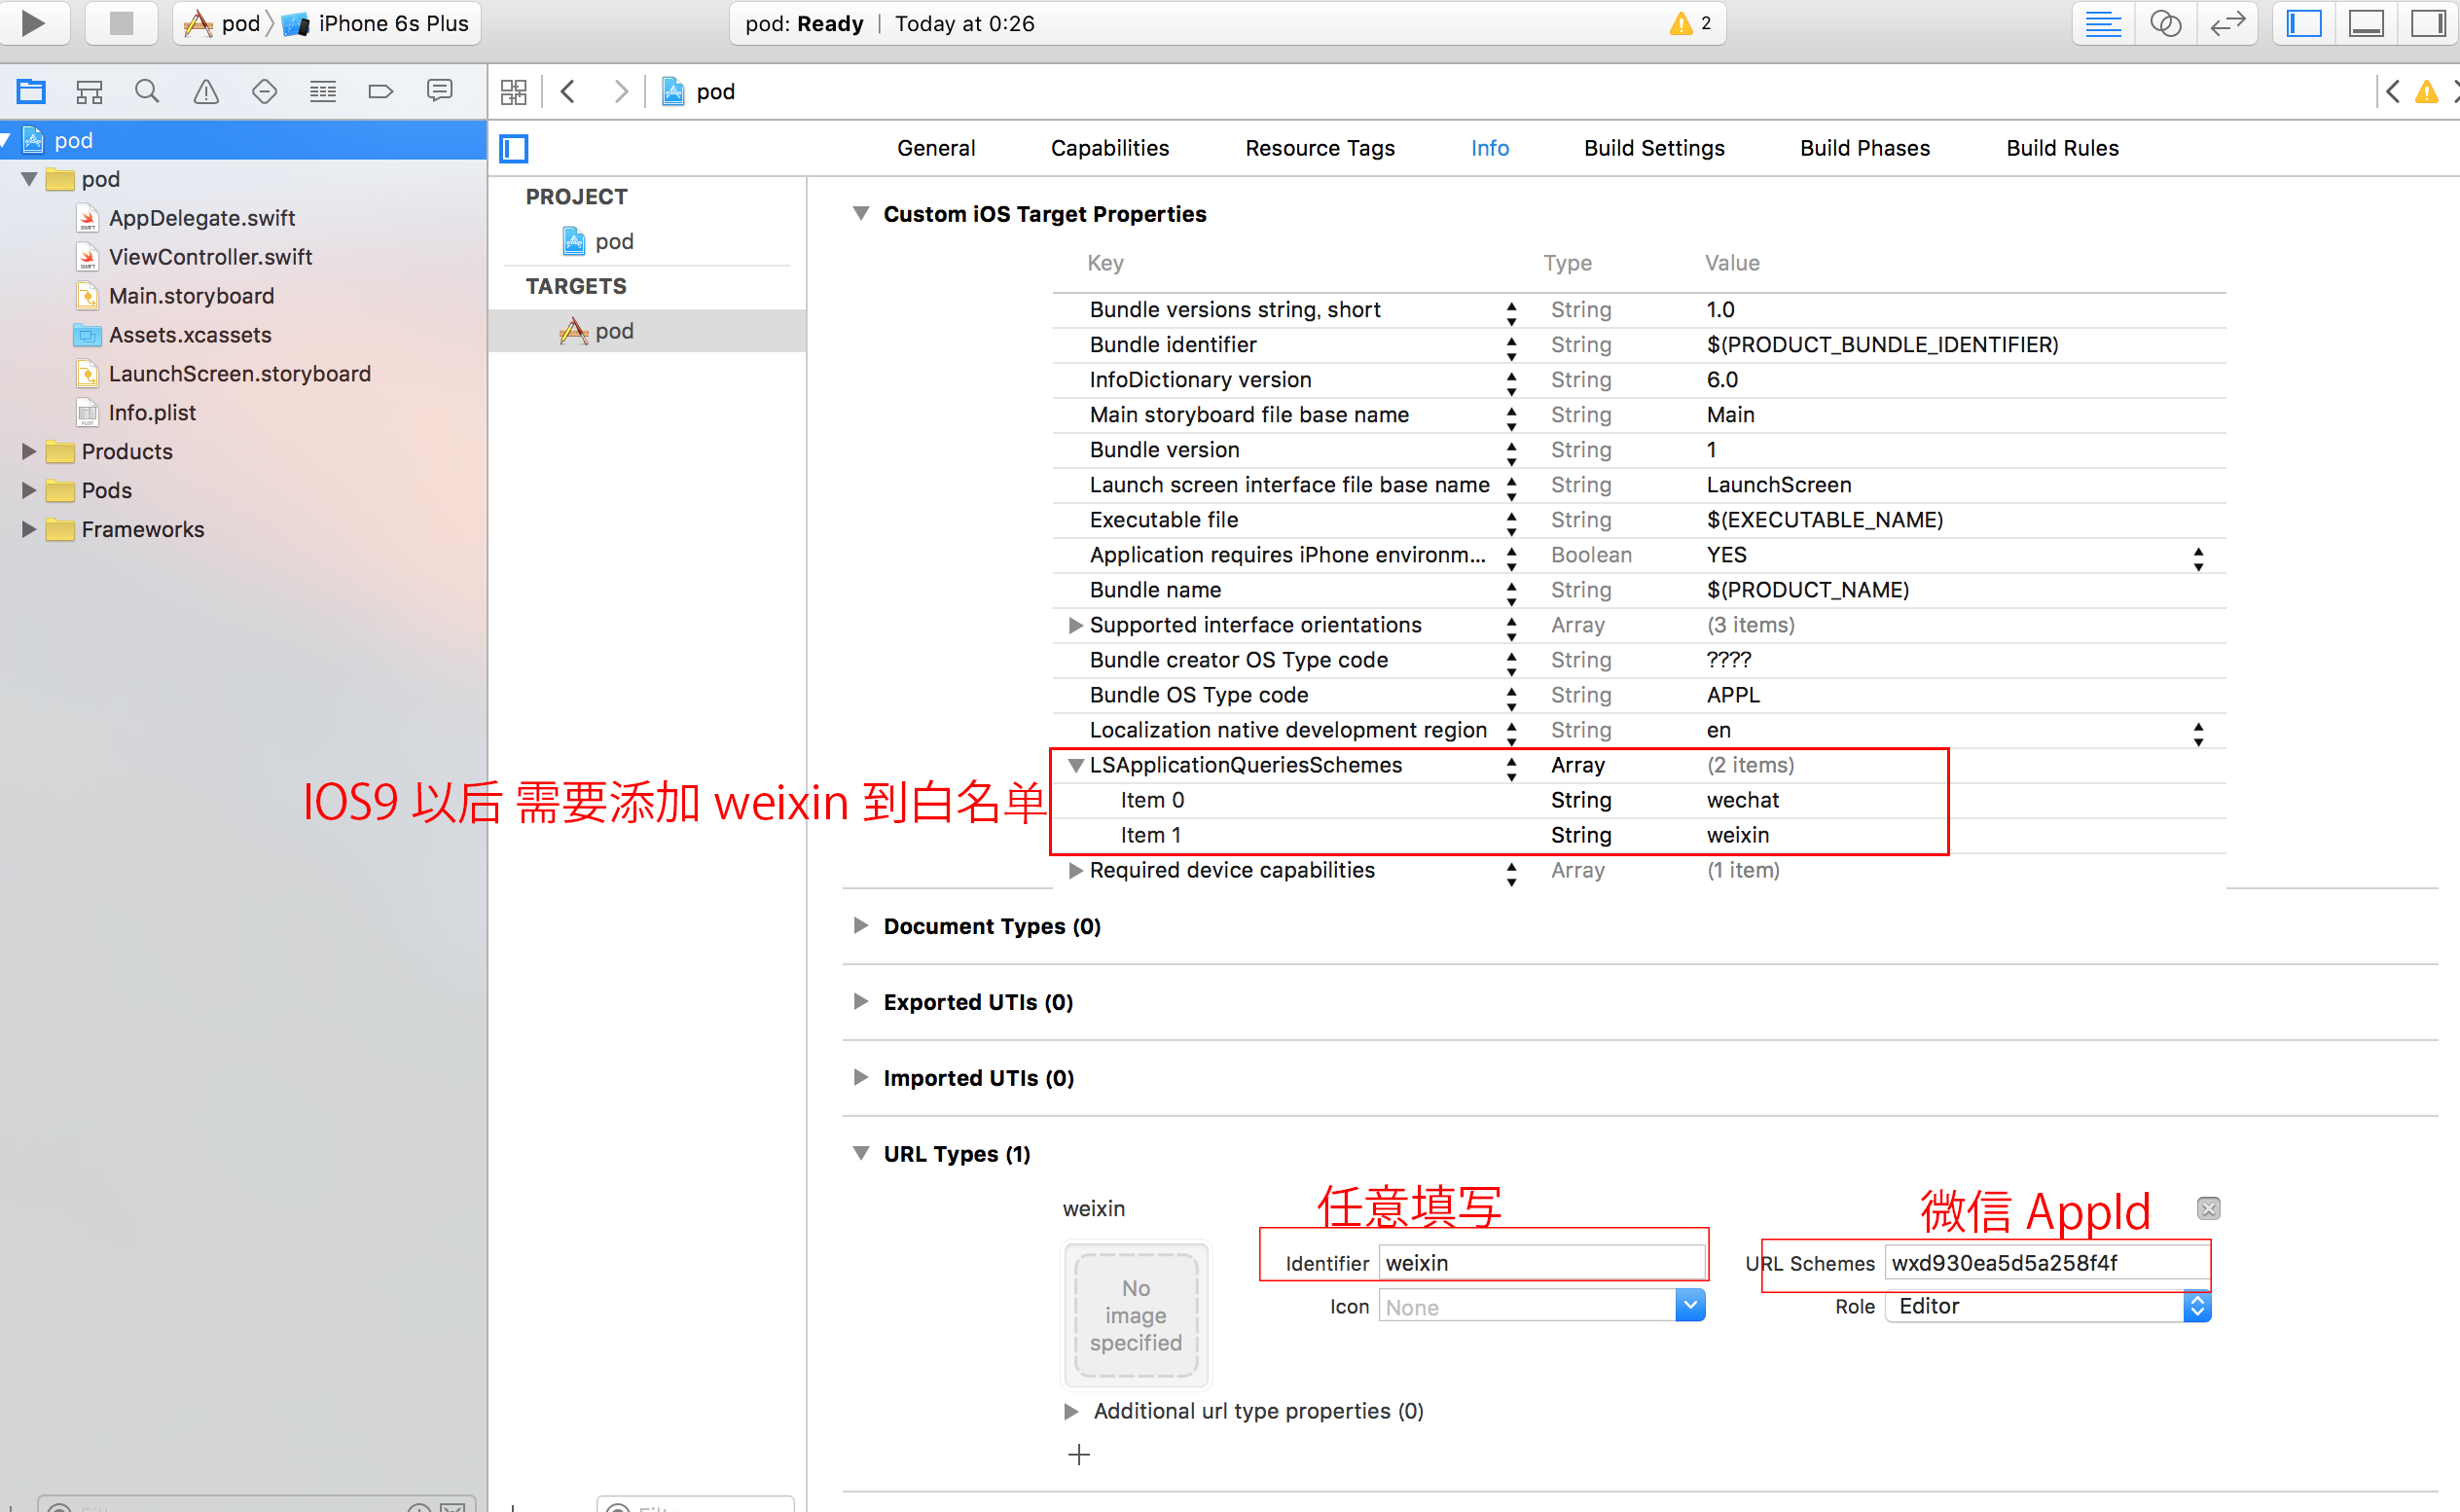 pod iPhone 6s Plus
pod: Ready | Today at 0:26
2
pod
pod
pod
AppDelegate.swift
ViewController.swift
Main.storyboard
Assets.xcassets
LaunchScreen.storyboard
Info.plist
Products
Pods
Frameworks
General Capabilities Resource Tags Info Build Settings Build Phases Build Rules
PROJECT
pod
TARGETS
pod
Custom iOS Target Properties
Key Type Value
Bundle versions string, short String 1.0
Bundle identifier String $(PRODUCT_BUNDLE_IDENTIFIER)
InfoDictionary version String 6.0
Main storyboard file base name String Main
Bundle version String 1
Launch screen interface file base name String LaunchScreen
Executable file String $(EXECUTABLE_NAME)
Application requires iPhone environm... Boolean YES
Bundle name String $(PRODUCT_NAME)
Supported interface orientations Array (3 items)
Bundle creator OS Type code String ????
Bundle OS Type code String APPL
Localization native development region String en
LSApplicationQueriesSchemes Array (2 items)
IOS9 以后 需要添加 weixin 到白名单
Item 0 String wechat
Item 1 String weixin
Required device capabilities Array (1 item)
Document Types (0)
Exported UTIs (0)
Imported UTIs (0)
URL Types (1)
weixin
任意填写
微信 AppId
Identifier weixin
URL Schemes wxd930ea5d5a258f4f
No
image
specified
Icon None
Role Editor
Additional url type properties (0)